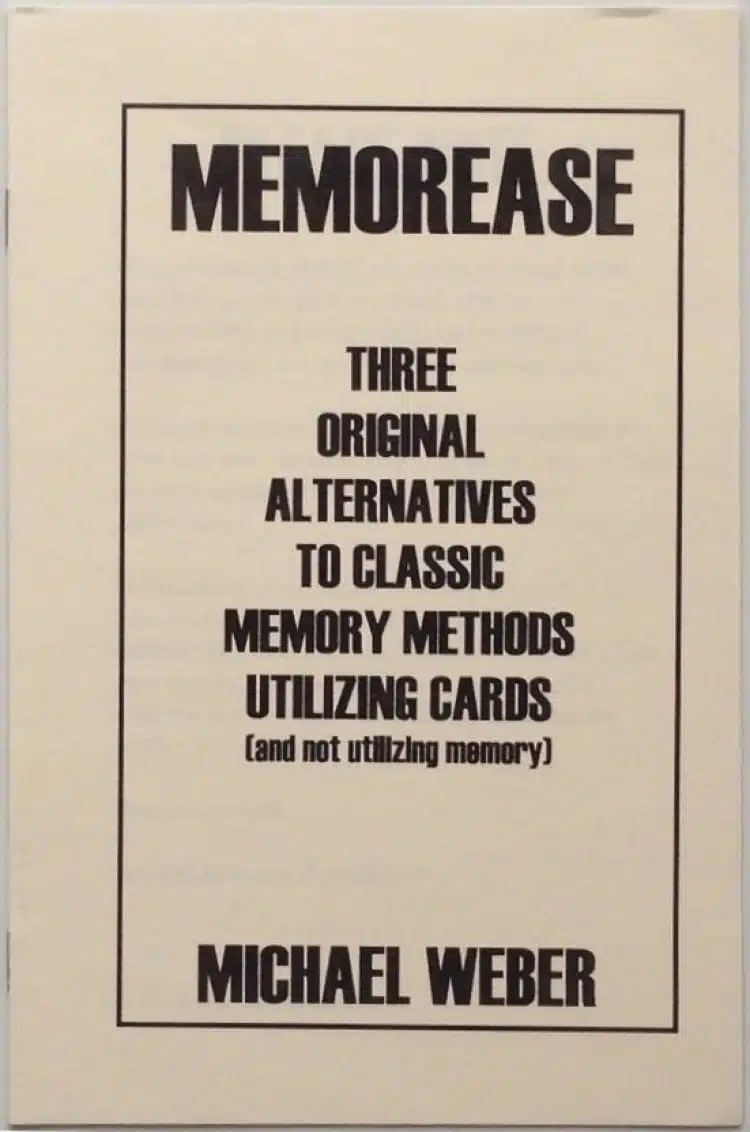 MEMOREASE
THREE
ORIGINAL
ALTERNATIVES
TO CLASSIC
MEMORY METHODS
UTILIZING CARDS
(and not utilizing memory)
MICHAEL WEBER